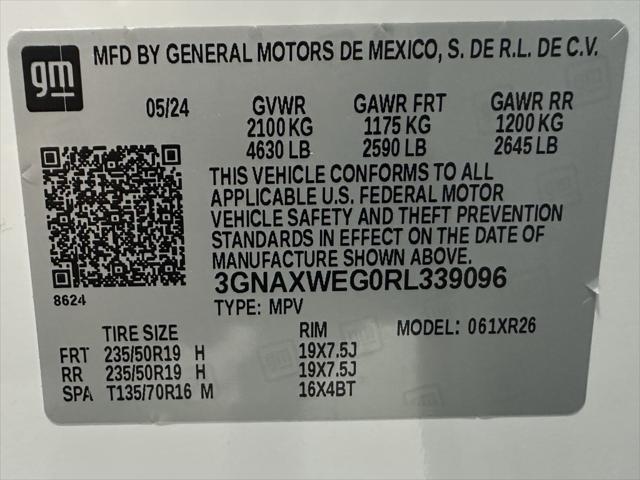 gm
MFD BY GENERAL MOTORS DE MEXICO, S. DE R.L. DE C.V.
05/24 GVWR GAWR FRT GAWR RR
2100 KG 1175 KG 1200 KG
4630 LB 2590 LB 2645 LB
THIS VEHICLE CONFORMS TO ALL
APPLICABLE U.S. FEDERAL MOTOR
VEHICLE SAFETY AND THEFT PREVENTION
STANDARDS IN EFFECT ON THE DATE OF
MANUFACTURE SHOWN ABOVE.
3GNAXWEG0RL339096
8624
TYPE: MPV
TIRE SIZE RIM MODEL: 061XR26
FRT 235/50R19 H 19X7.5J
RR 235/50R19 H 19X7.5J
SPA T135/70R16 M 16X4BT